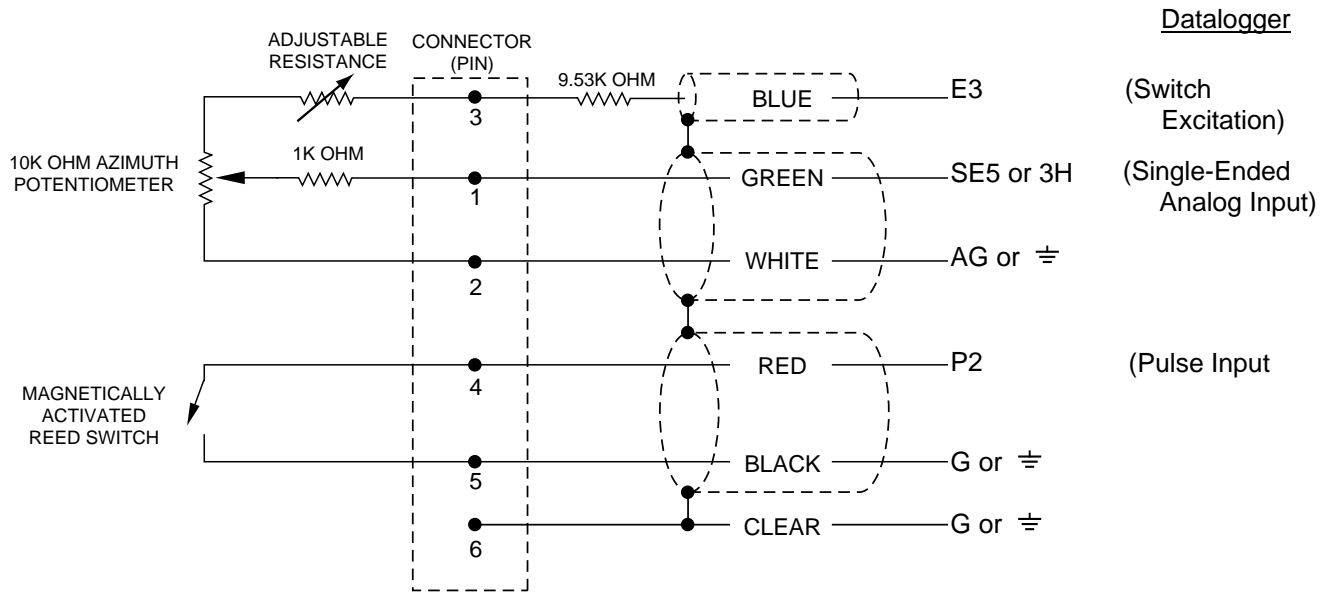 Datalogger
ADJUSTABLE
RESISTANCE
CONNECTOR
(PIN)
9.53K OHM
3
BLUE
E3
(Switch
Excitation)
10K OHM AZIMUTH
POTENTIOMETER
1K OHM
1
GREEN
SE5 or 3H
(Single-Ended
Analog Input)
2
WHITE
AG or ⏚
MAGNETICALLY
ACTIVATED
REED SWITCH
4
RED
P2
(Pulse Input
5
BLACK
G or ⏚
6
CLEAR
G or ⏚